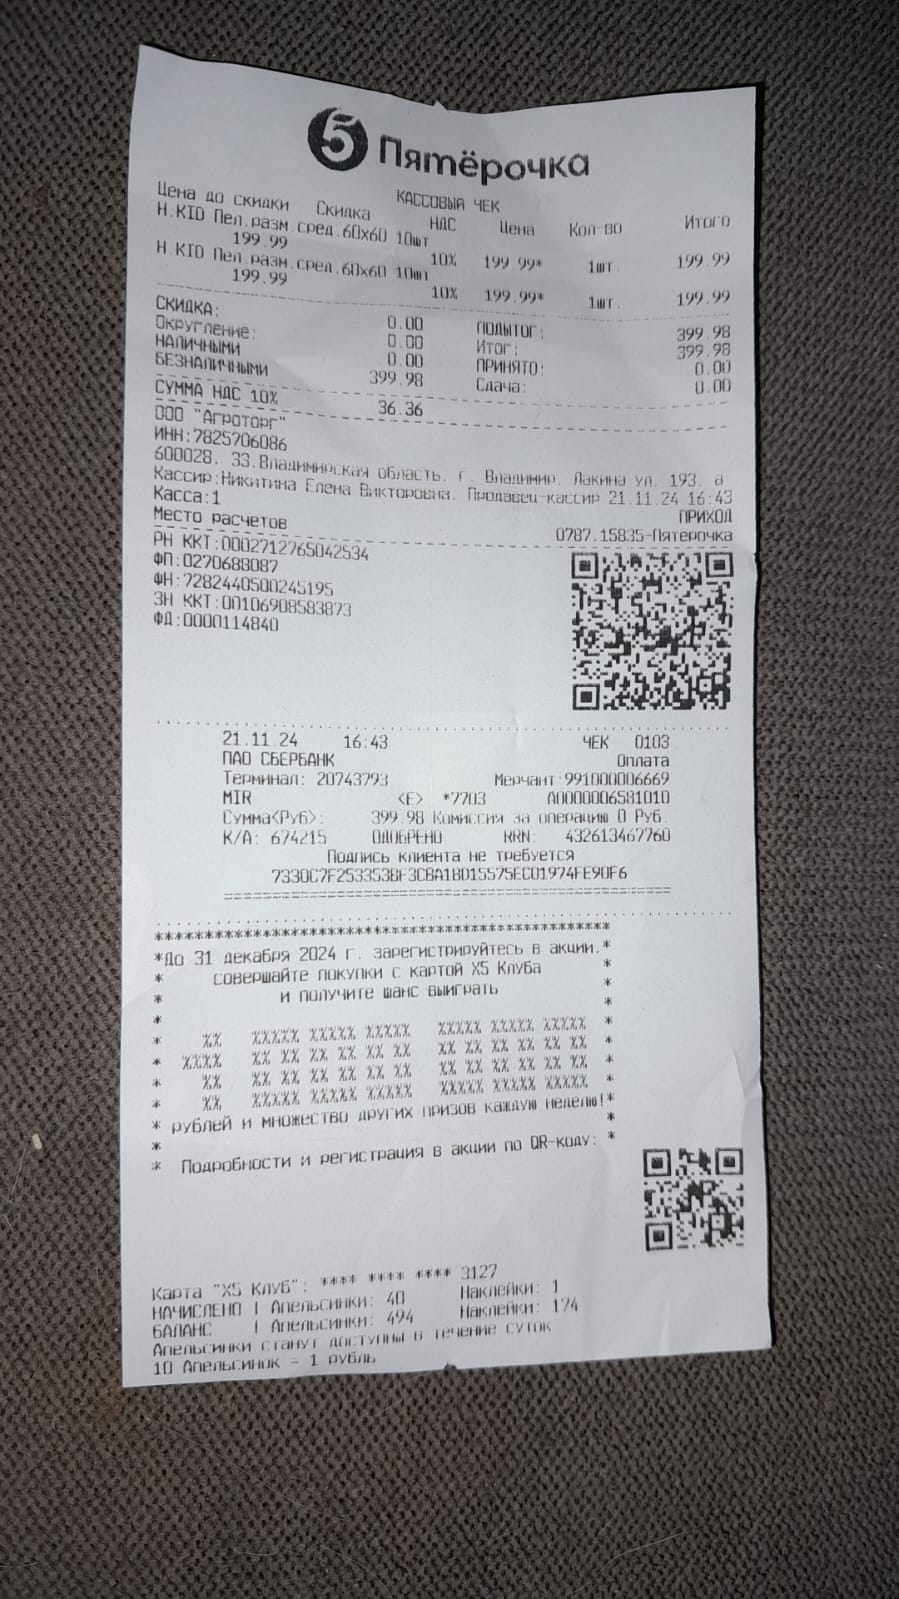 5 Пятёрочка
КАССОВЫЙ ЧЕК
Цена до скидки Скидка НДС Цена Кол-во Итого
Н.KID Пел.разм.сред.60х60 10шт
199.99 10% 199.99* 1шт. 199.99
Н.KID Пел.разм.сред.60х60 10шт
199.99 10% 199.99* 1шт. 199.99
СКИДКА: 0.00 ПОДЫТОГ: 399.98
Округление: 0.00 Итог: 399.98
НАЛИЧНЫМИ 0.00 ПРИНЯТО: 0.00
БЕЗНАЛИЧНЫМИ 399.98 Сдача: 0.00
СУММА НДС 10% 36.36
ООО "Агроторг"
ИНН:7825706086
600028, 33,Владимирская область, г. Владимир, Лакина ул, 193, а
Кассир:Никитина Елена Викторовна, Продавец-кассир 21.11.24 16:43
Касса:1 ПРИХОД
Место расчетов 0787,15835-Пятерочка
РН ККТ:0002712765042534
ФП:0270688087
ФН:7282440500245195
ЗН ККТ:00106908583873
ФД:0000114840
21.11.24 16:43 ЧЕК 0103
ПАО СБЕРБАНК Оплата
Терминал: 20743793 Мерчант:991000006669
MIR <E> *7703 A0000006581010
Сумма<Руб>: 399.98 Комиссия за операцию 0 Руб.
К/А: 674215 ОДОБРЕНО RRN: 432613467760
Подпись клиента не требуется
7330C7F253353BF3CBA1BD15575EC01974FE90F6
==================================================
**************************************************
*До 31 декабря 2024 г. зарегистрируйтесь в акции,*
* совершайте покупки с картой Х5 Клуба *
* и получите шанс выиграть *
* *
* %% %%%%% %%%%% %%%%% %%%%% %%%%% %%%%% *
* %%%% %% %% %% %% %% %% %% %% %% %% %% %% *
* %% %% %% %% %% %% %% %% %% %% %% %% %% *
* %% %%%%% %%%%% %%%%% %%%%% %%%%% %%%%% *
* рублей и множество других призов каждую неделю!*
* *
* Подробности и регистрация в акции по QR-коду: *
Карта "Х5 Клуб": **** **** **** 3127
НАЧИСЛЕНО | Апельсинки: 40 Наклейки: 1
БАЛАНС | Апельсинки: 494 Наклейки: 174
Апельсинки станут доступны в течение суток
10 Апельсинок = 1 рубль